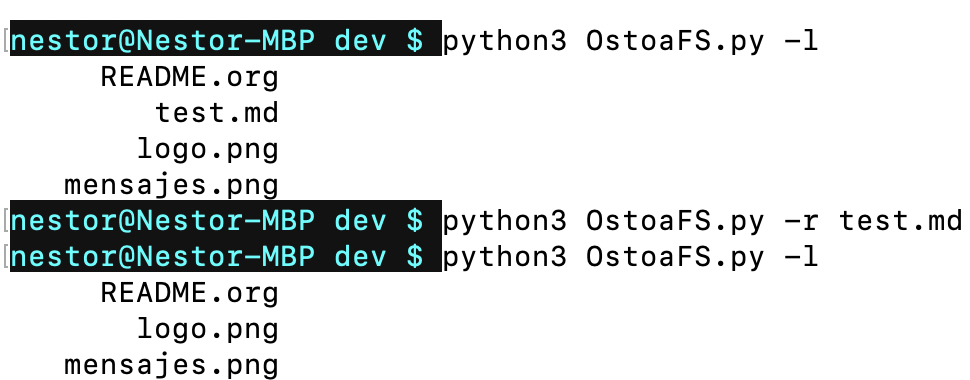 nestor@Nestor-MBP dev $ python3 OstoaFS.py -l
README.org
test.md
logo.png
mensajes.png
nestor@Nestor-MBP dev $ python3 OstoaFS.py -r test.md
nestor@Nestor-MBP dev $ python3 OstoaFS.py -l
README.org
logo.png
mensajes.png